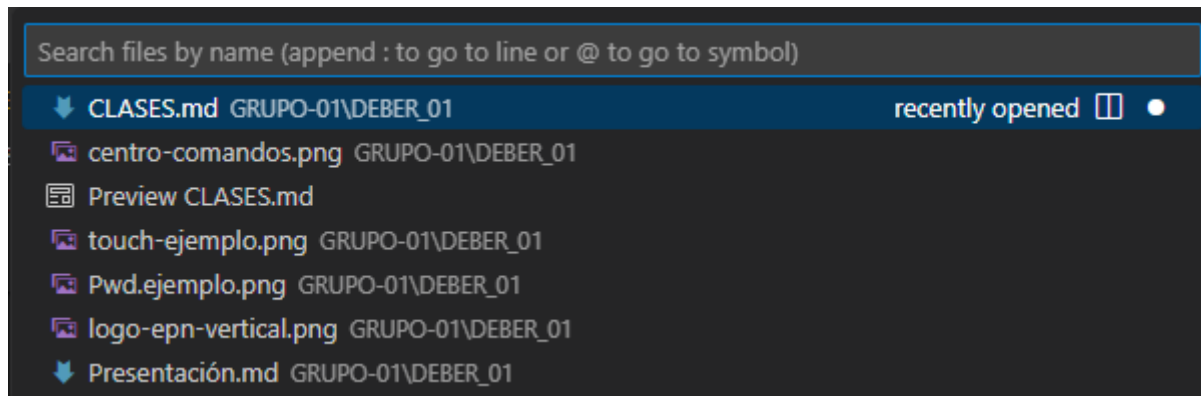 Search files by name (append : to go to line or @ to go to symbol)
CLASES.md GRUPO-01\DEBER_01 recently opened
centro-comandos.png GRUPO-01\DEBER_01
Preview CLASES.md
touch-ejemplo.png GRUPO-01\DEBER_01
Pwd.ejemplo.png GRUPO-01\DEBER_01
logo-epn-vertical.png GRUPO-01\DEBER_01
Presentación.md GRUPO-01\DEBER_01